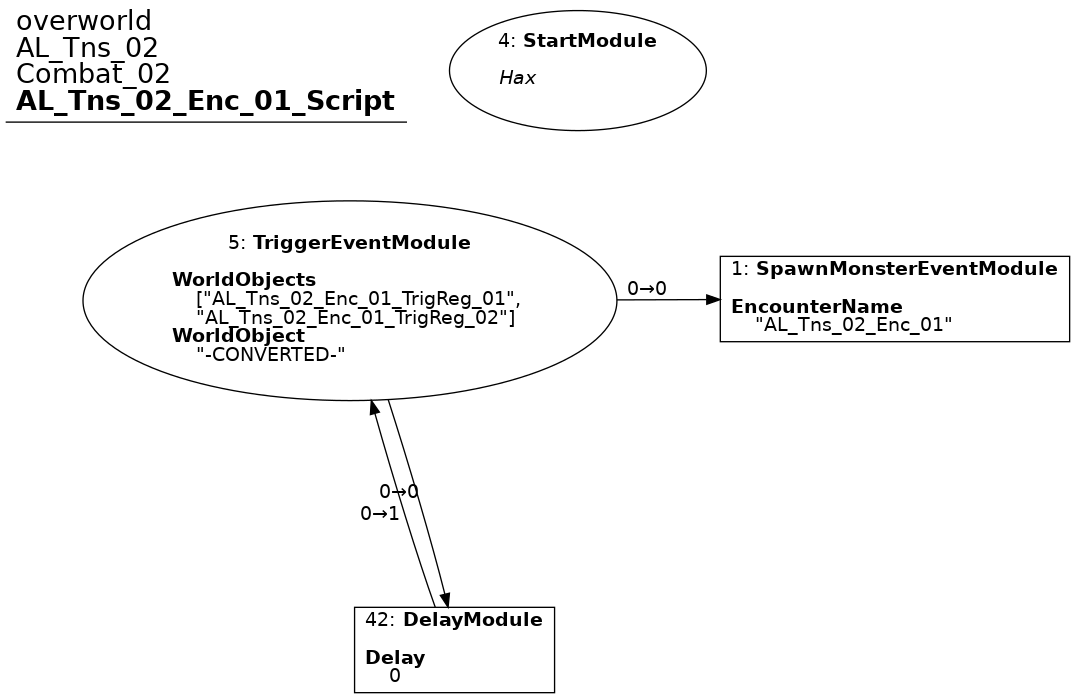 overworld
AL_Tns_02
Combat_02
AL_Tns_02_Enc_01_Script
4: StartModule
Hax
5: TriggerEventModule
WorldObjects
["AL_Tns_02_Enc_01_TrigReg_01",
"AL_Tns_02_Enc_01_TrigReg_02"]
WorldObject
"-CONVERTED-"
0→0
1: SpawnMonsterEventModule
EncounterName
"AL_Tns_02_Enc_01"
0→0
0→1
42: DelayModule
Delay
0